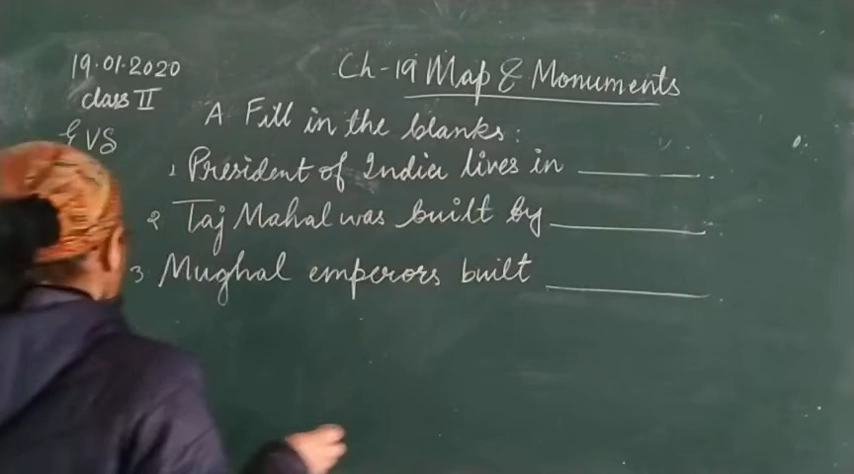 19.01.2020
Ch-19 Map & Monuments
class II
EVS
A Fill in the blanks:
1 President of India lives in ________.
2 Taj Mahal was built by ________.
3 Mughal emperors built ________.